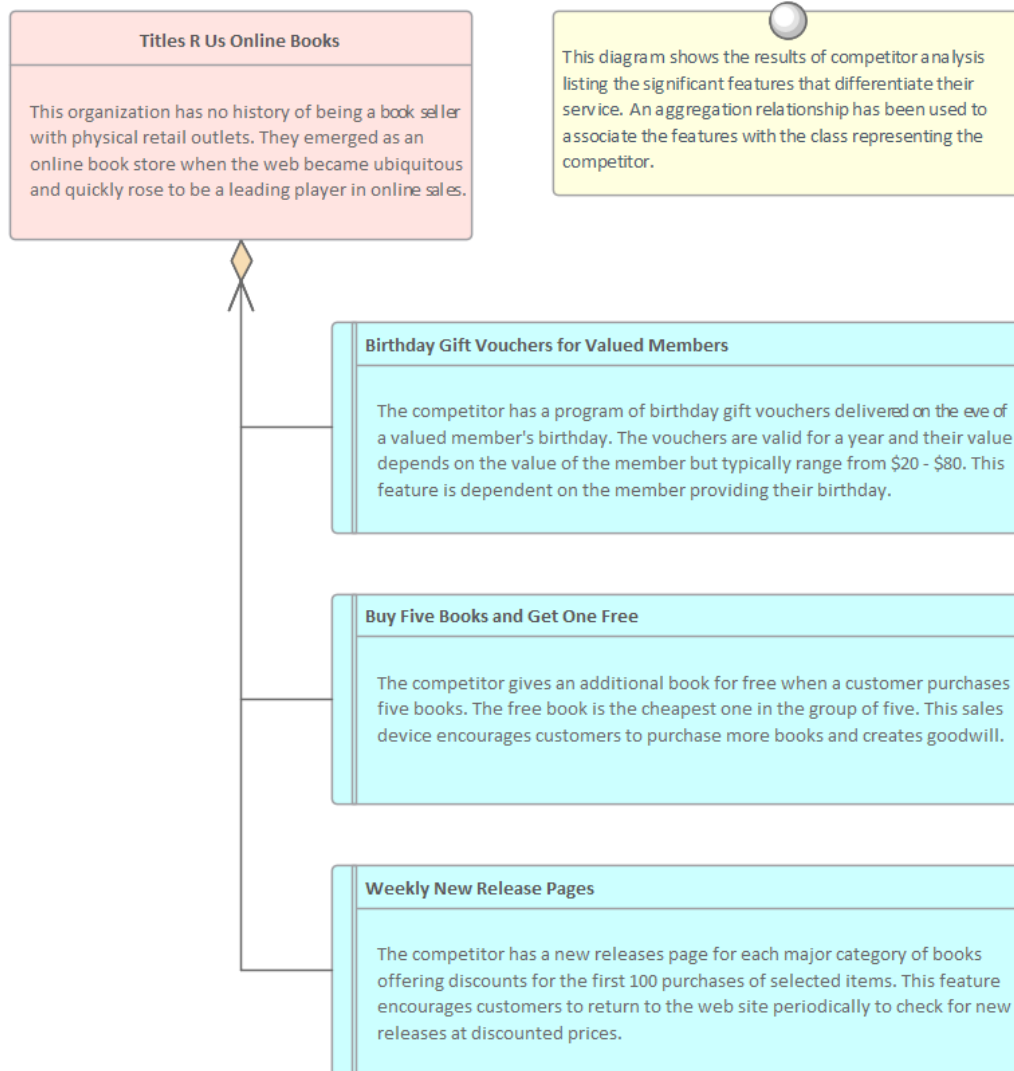 Titles R Us Online Books
This organization has no history of being a book seller
with physical retail outlets. They emerged as an
online book store when the web became ubiquitous
and quickly rose to be a leading player in online sales.
This diagram shows the results of competitor analysis
listing the significant features that differentiate their
service. An aggregation relationship has been used to
associate the features with the class representing the
competitor.
Birthday Gift Vouchers for Valued Members
The competitor has a program of birthday gift vouchers delivered on the eve of
a valued member's birthday. The vouchers are valid for a year and their value
depends on the value of the member but typically range from $20 - $80. This
feature is dependent on the member providing their birthday.
Buy Five Books and Get One Free
The competitor gives an additional book for free when a customer purchases
five books. The free book is the cheapest one in the group of five. This sales
device encourages customers to purchase more books and creates goodwill.
Weekly New Release Pages
The competitor has a new releases page for each major category of books
offering discounts for the first 100 purchases of selected items. This feature
encourages customers to return to the web site periodically to check for new
releases at discounted prices.